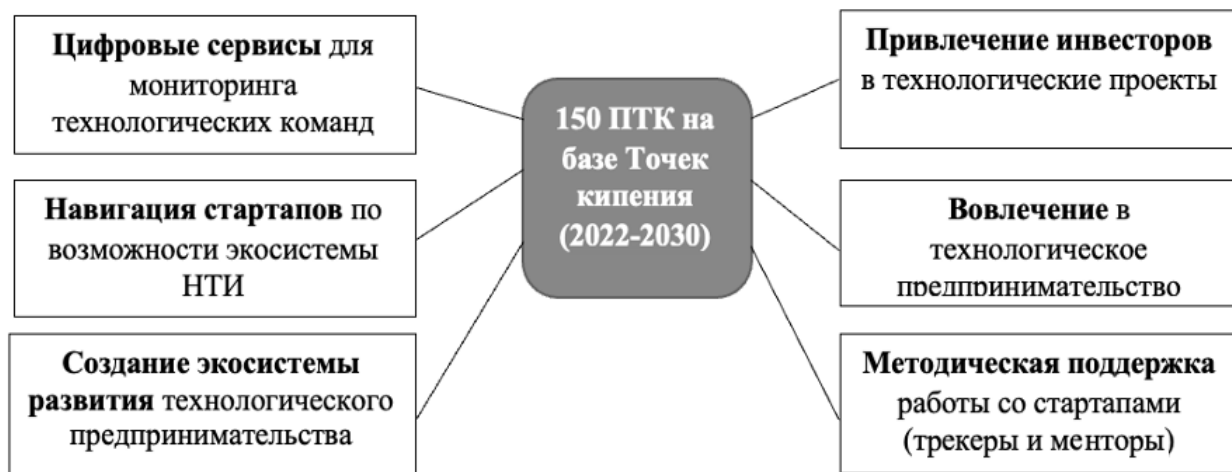 Цифровые сервисы для
мониторинга
технологических команд
Навигация стартапов по
возможности экосистемы
НТИ
Создание экосистемы
развития технологического
предпринимательства
150 ПТК на
базе Точек
кипения
(2022-2030)
Привлечение инвесторов
в технологические проекты
Вовлечение в
технологическое
предпринимательство
Методическая поддержка
работы со стартапами
(трекеры и менторы)